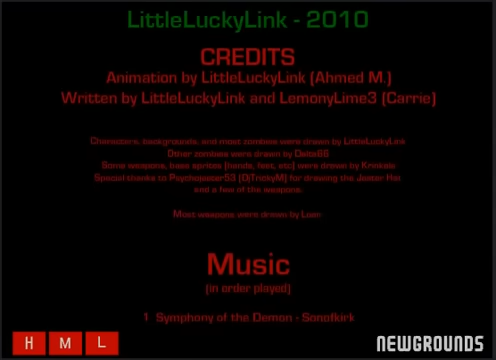 LittleLuckyLink - 2010
CREDITS
Animation by LittleLuckyLink (Ahmed M.)
Written by LittleLuckyLink and LemonyLime3 (Carrie)
Characters, backgrounds, and most zombies were drawn by LittleLuckyLink
Other zombies were drawn by
Some weapons, base sprites (hands, feet, etc) were drawn by
Special thanks to Psychojester53 (DjTrickyM) for drawing the Jester Hat
and a few of the weapons.
Most weapons were drawn by
Music
(in order played)
1 Symphony of the Demon - Sonofkirk
H M L
NEWGROUNDS